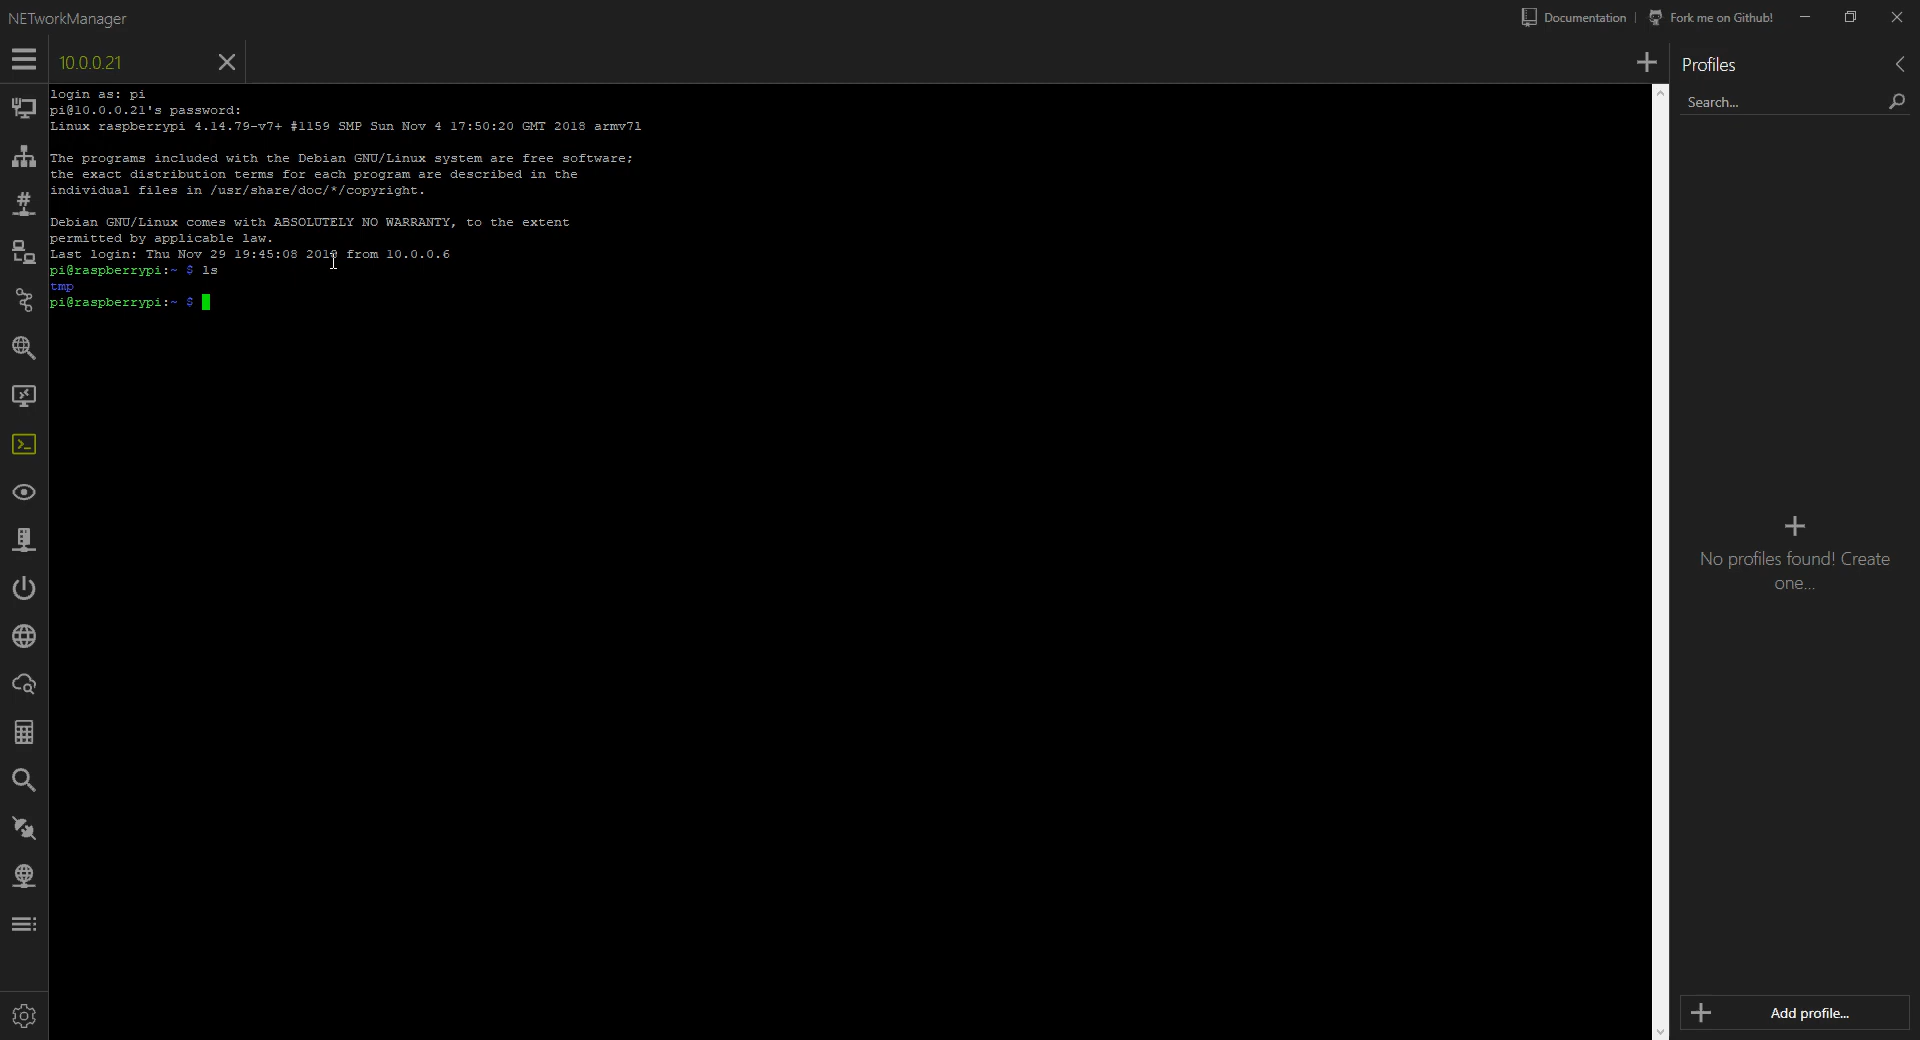 NETworkManager
Documentation
Fork me on Github!
10.0.0.21
Profiles
Search...
login as: pi
pi@10.0.0.21's password:
Linux raspberrypi 4.14.79-v7+ #1159 SMP Sun Nov 4 17:50:20 GMT 2018 armv7l
The programs included with the Debian GNU/Linux system are free software;
the exact distribution terms for each program are described in the
individual files in /usr/share/doc/*/copyright.
Debian GNU/Linux comes with ABSOLUTELY NO WARRANTY, to the extent
permitted by applicable law.
Last login: Thu Nov 29 19:45:08 2018 from 10.0.0.6
pi@raspberrypi:~ $ ls
tmp
pi@raspberrypi:~ $
No profiles found! Create
one...
Add profile...